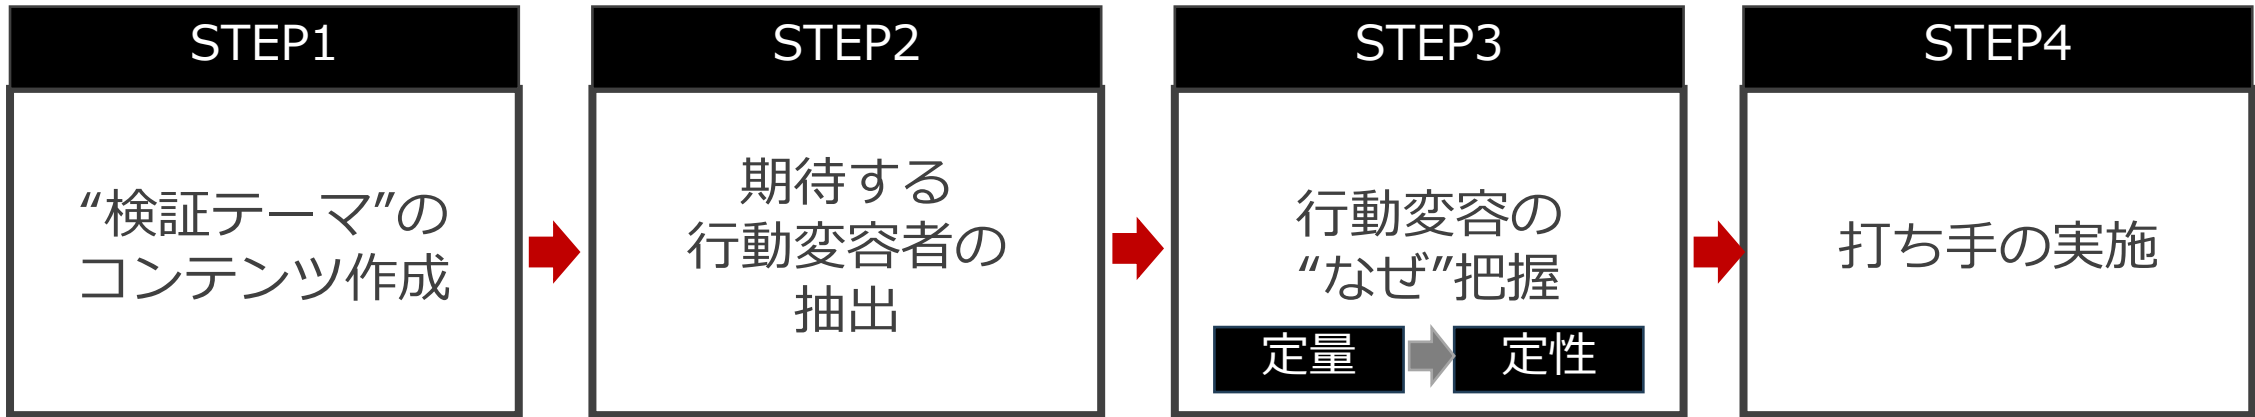 STEP1
“検証テーマ”の
コンテンツ作成
STEP2
期待する
行動変容者の
抽出
STEP3
行動変容の
“なぜ”把握
定量
定性
STEP4
打ち手の実施